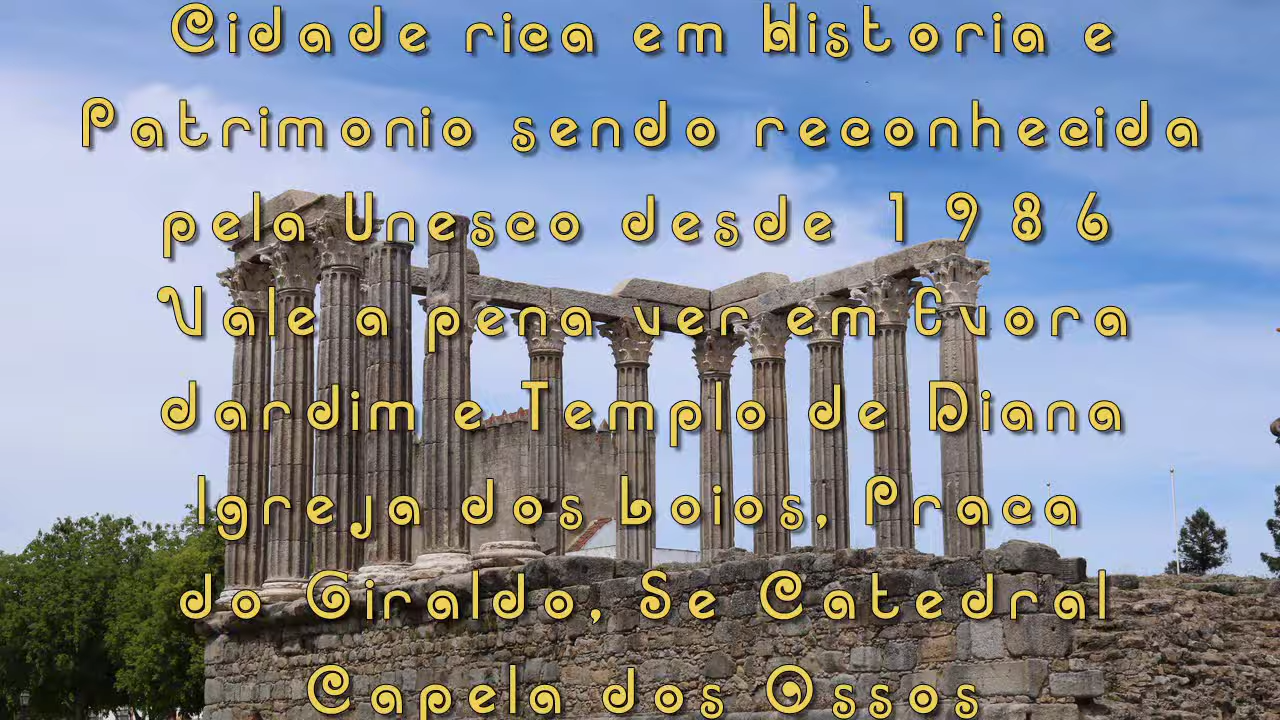 Cidade rica em Historia e
Patrimonio sendo reconhecida
pela Unesco desde 1986
Vale a pena ver em Evora
dardim e Templo de Diana
Igreja dos Loios, Praca
do Giraldo, Se Catedral
Capela dos Ossos